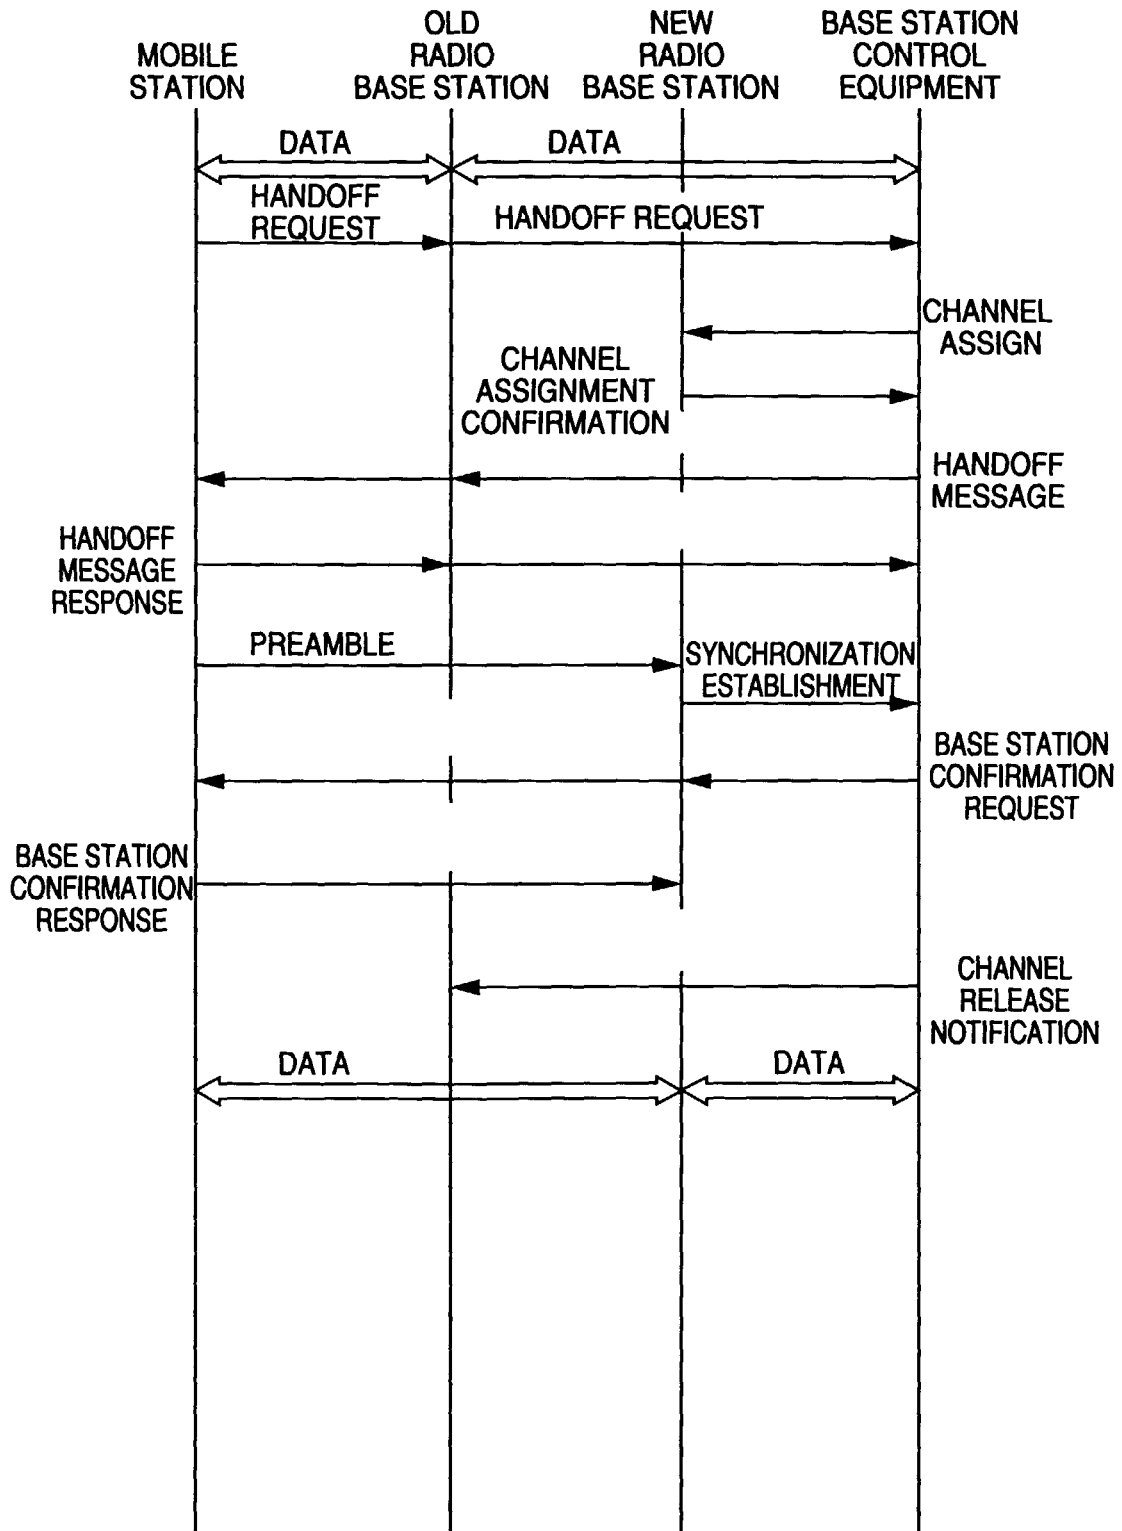 MOBILE
STATION
OLD
RADIO
BASE STATION
NEW
RADIO
BASE STATION
BASE STATION
CONTROL
EQUIPMENT
DATA
DATA
HANDOFF
REQUEST
HANDOFF REQUEST
CHANNEL
ASSIGN
CHANNEL
ASSIGNMENT
CONFIRMATION
HANDOFF
MESSAGE
HANDOFF
MESSAGE
RESPONSE
PREAMBLE
SYNCHRONIZATION
ESTABLISHMENT
BASE STATION
CONFIRMATION
REQUEST
BASE STATION
CONFIRMATION
RESPONSE
CHANNEL
RELEASE
NOTIFICATION
DATA
DATA